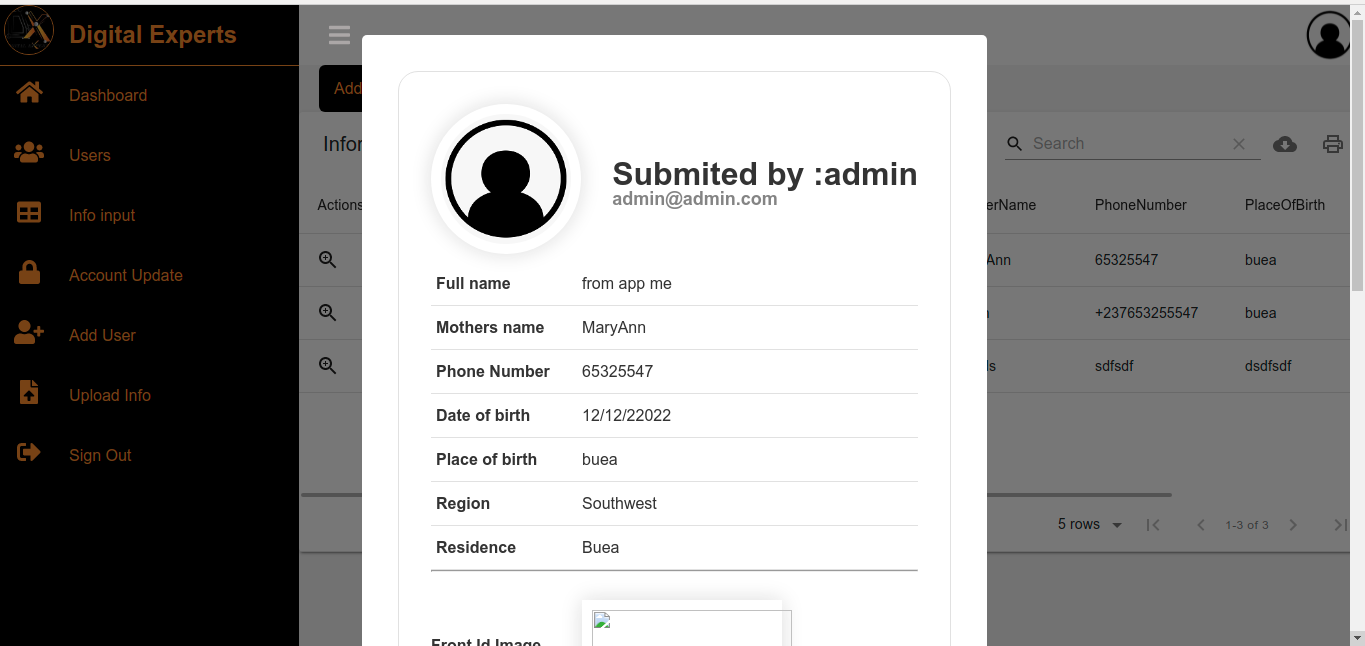 Digital Experts
Dashboard
Users
Info input
Account Update
Add User
Upload Info
Sign Out
Add
Infor
Search
Actions
erName
PhoneNumber
PlaceOfBirth
Ann
65325547
buea
+237653255547
buea
ls
sdfsdf
dsdfsdf
5 rows
1-3 of 3
Submited by :admin
admin@admin.com
Full name from app me
Mothers name MaryAnn
Phone Number 65325547
Date of birth 12/12/22022
Place of birth buea
Region Southwest
Residence Buea
Front Id Image